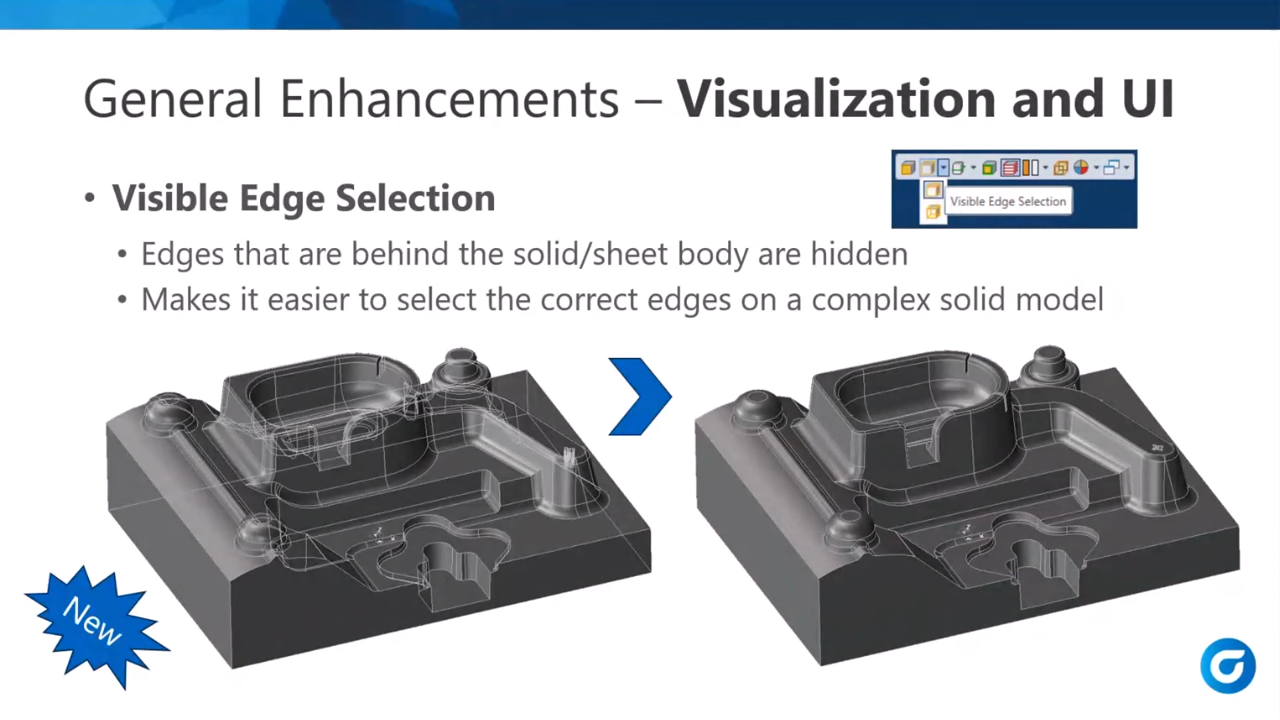 General Enhancements – Visualization and UI
• Visible Edge Selection
Visible Edge Selection
• Edges that are behind the solid/sheet body are hidden
• Makes it easier to select the correct edges on a complex solid model
New